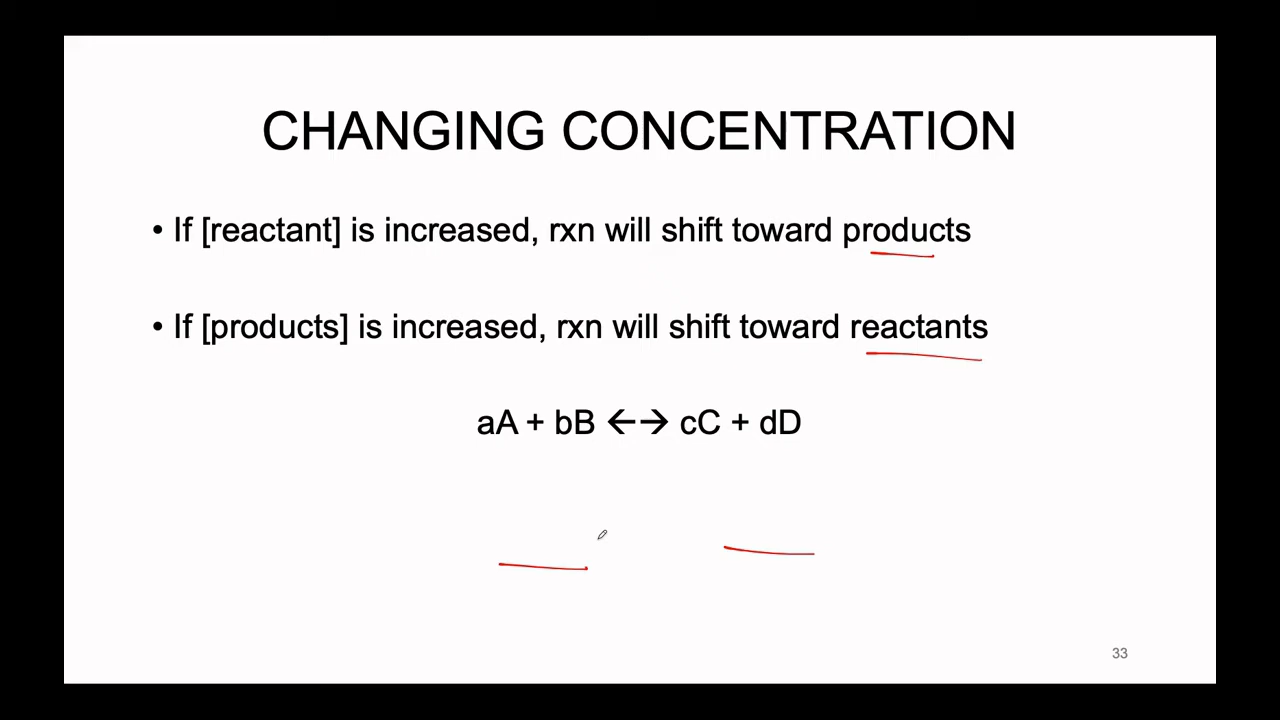 CHANGING CONCENTRATION
• If [reactant] is increased, rxn will shift toward products
• If [products] is increased, rxn will shift toward reactants
aA + bB ←→ cC + dD
33